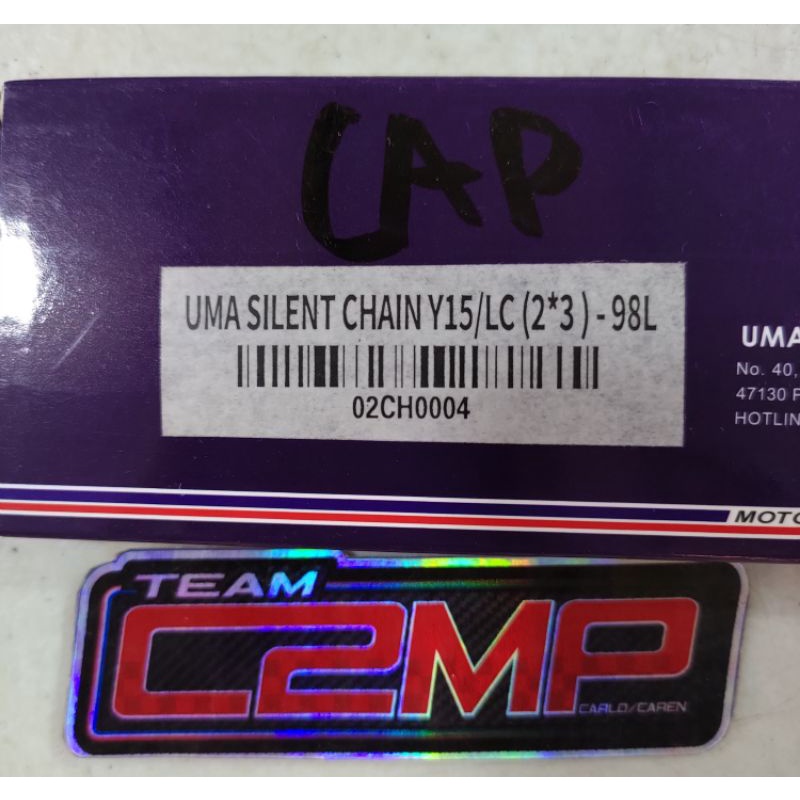 CAP
UMA SILENT CHAIN Y15/LC (2*3 ) - 98L
02CH0004
UMA
No. 40,
47130 P
HOTLIN
MOTO
TEAM
C2MP
CARLO/CAREN